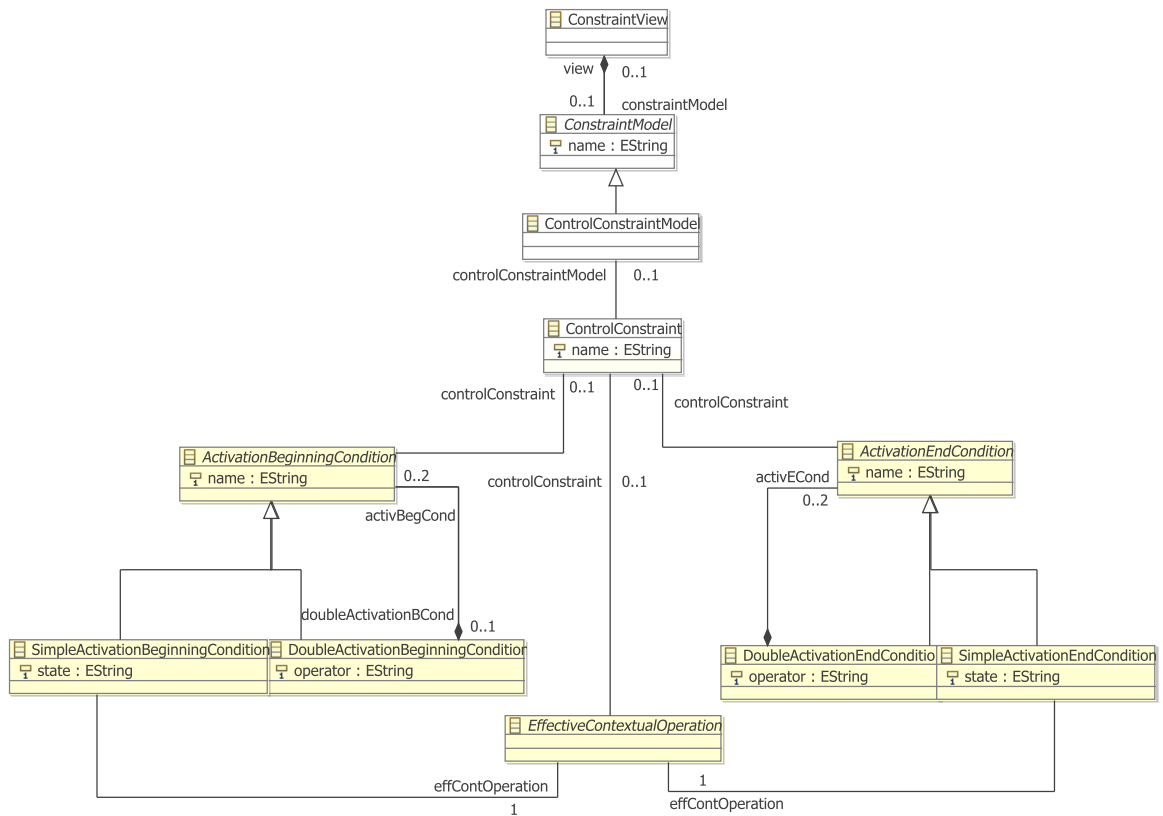 ConstraintView
view
0..1
0..1
constraintModel
ConstraintModel
name : EString
ControlConstraintModel
controlConstraintModel
0..1
ControlConstraint
name : EString
controlConstraint
0..1
0..1
controlConstraint
ActivationBeginningCondition
name : EString
0..2
activBegCond
controlConstraint
0..1
ActivationEndCondition
name : EString
activECond
0..2
doubleActivationBCond
0..1
SimpleActivationBeginningCondition
state : EString
DoubleActivationBeginningCondition
operator : EString
DoubleActivationEndConditio
operator : EString
SimpleActivationEndCondition
state : EString
EffectiveContextualOperation
effContOperation
1
1
effContOperation